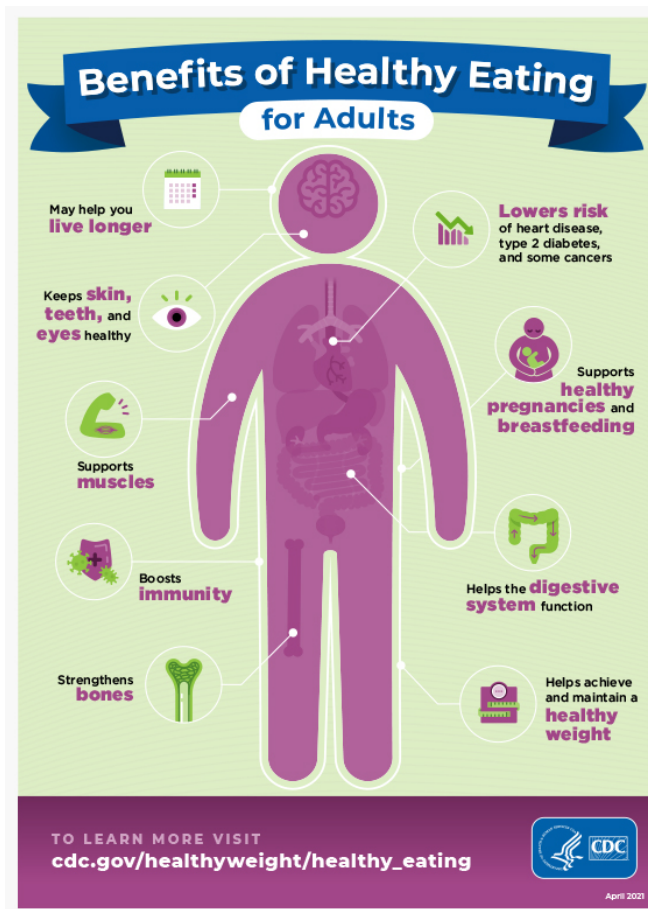 Benefits of Healthy Eating
for Adults
May help you
live longer
Keeps skin,
teeth, and
eyes healthy
Supports
muscles
Boosts
immunity
Strengthens
bones
Lowers risk
of heart disease,
type 2 diabetes,
and some cancers
Supports
healthy
pregnancies and
breastfeeding
Helps the digestive
system function
Helps achieve
and maintain a
healthy
weight
TO LEARN MORE VISIT
cdc.gov/healthyweight/healthy_eating
CDC
April 2021